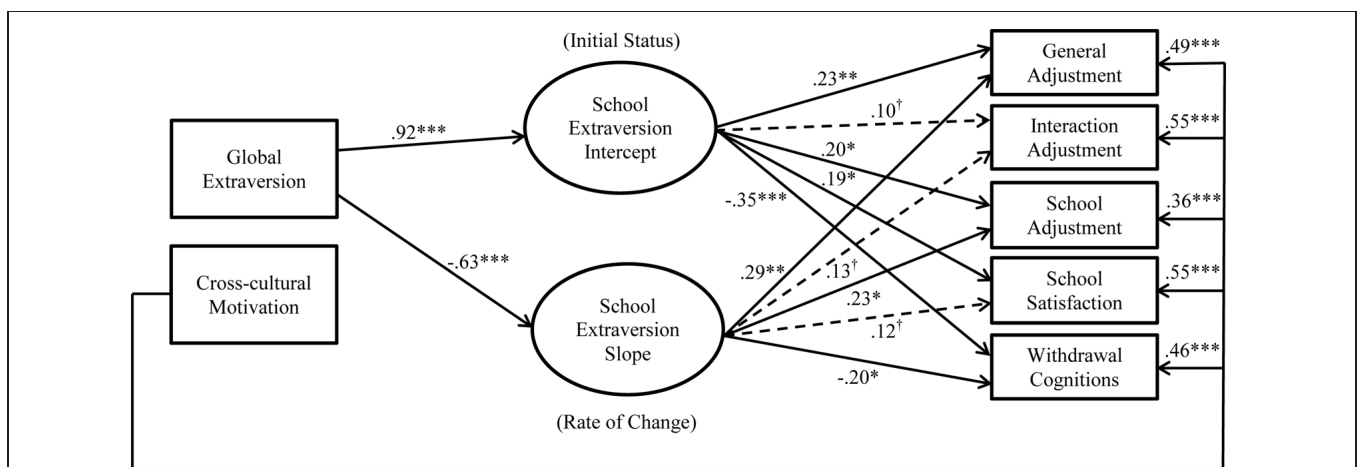 (Initial Status)
School
Extraversion
Intercept
Global
Extraversion
Cross-cultural
Motivation
School
Extraversion
Slope
(Rate of Change)
.92***
-.63***
.23**
.10†
.20*
.19*
-.35***
.29**
.13†
.23*
.12†
-.20*
General
Adjustment
Interaction
Adjustment
School
Adjustment
School
Satisfaction
Withdrawal
Cognitions
.49***
.55***
.36***
.55***
.46***